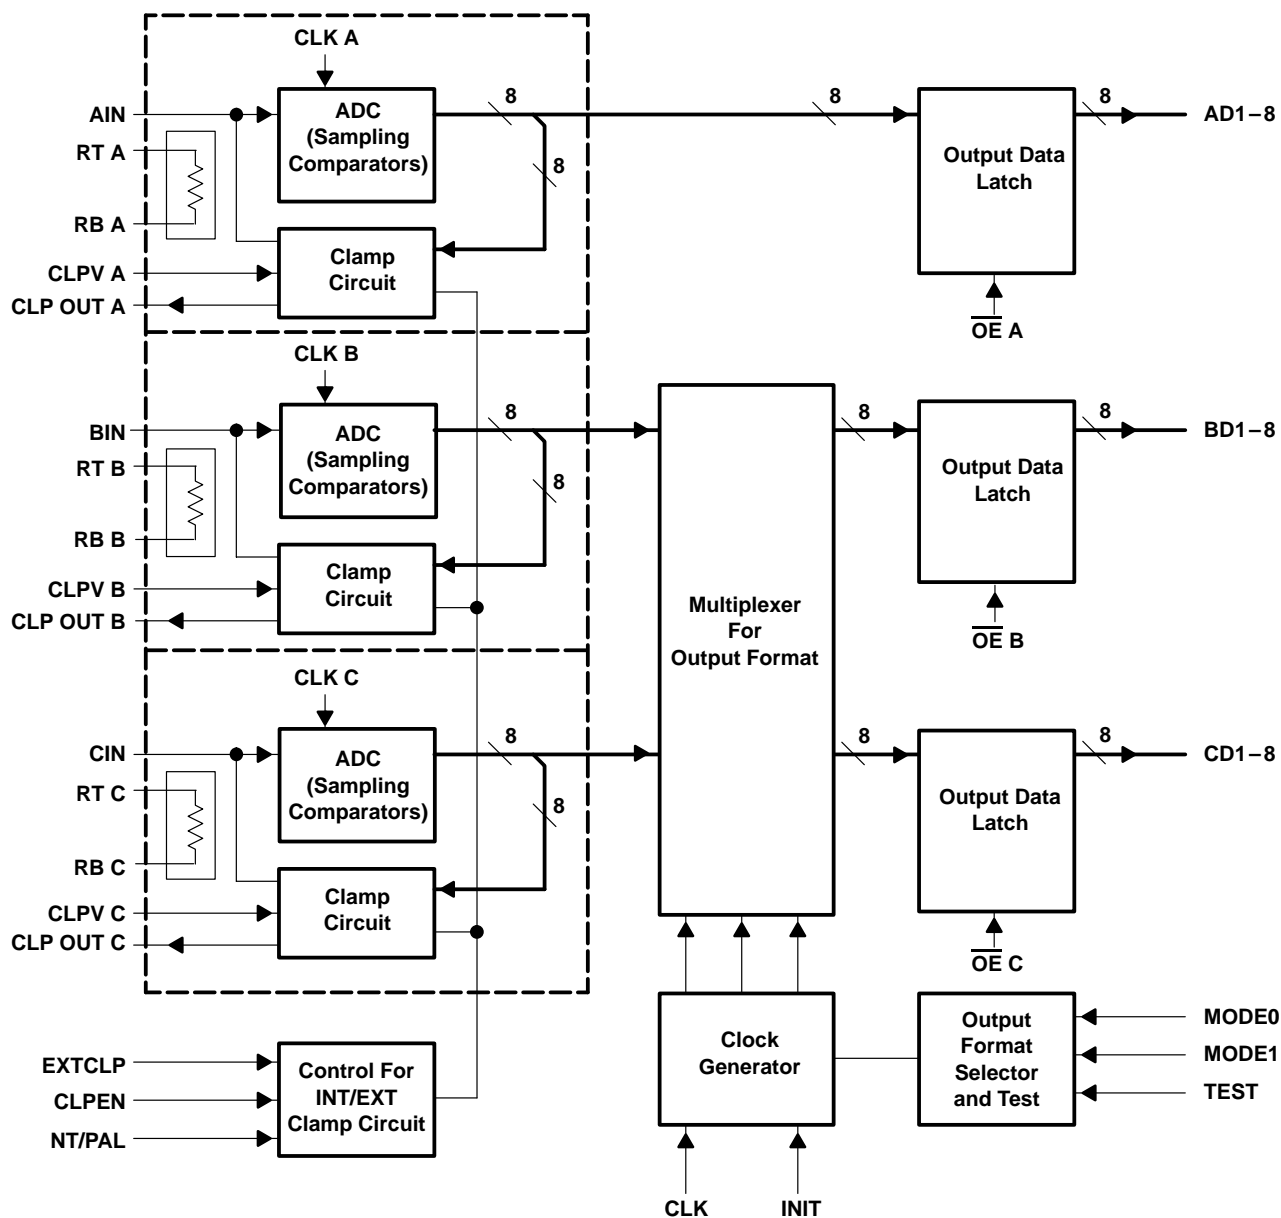 CLK A
AIN
ADC
(Sampling
Comparators)
8
8
8
8
AD1–8
RT A
RB A
Output Data
Latch
CLPV A
Clamp
Circuit
CLP OUT A
OE A
CLK B
BIN
ADC
(Sampling
Comparators)
8
8
8
8
BD1–8
RT B
RB B
Output Data
Latch
CLPV B
Clamp
Circuit
CLP OUT B
OE B
Multiplexer
For
Output Format
CLK C
CIN
ADC
(Sampling
Comparators)
8
8
8
8
CD1–8
RT C
RB C
Output Data
Latch
CLPV C
Clamp
Circuit
CLP OUT C
OE C
EXTCLP
CLPEN
NT/PAL
Control For
INT/EXT
Clamp Circuit
Clock
Generator
Output
Format
Selector
and Test
MODE0
MODE1
TEST
CLK
INIT